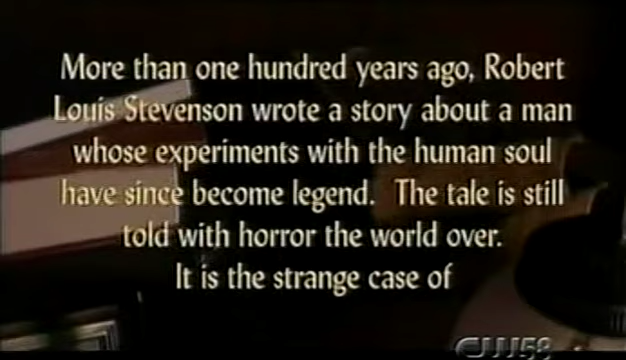 More than one hundred years ago, Robert
Louis Stevenson wrote a story about a man
whose experiments with the human soul
have since become legend.  The tale is still
told with horror the world over.
It is the strange case of
CW58